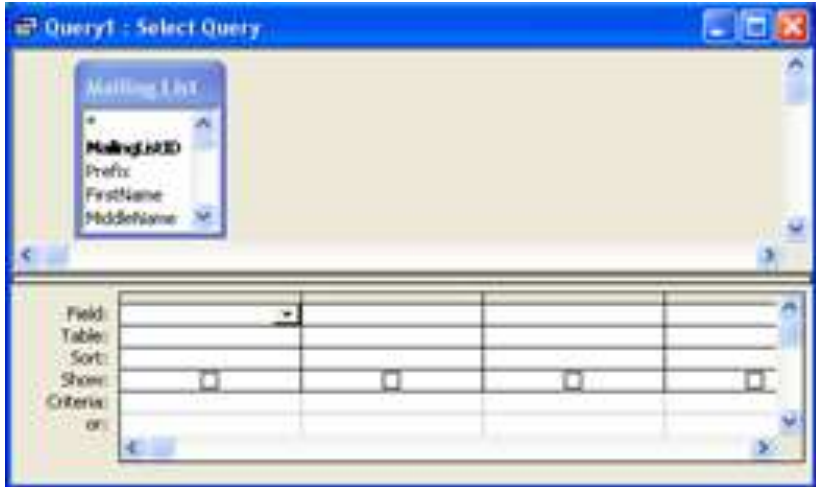 Query1 : Select Query
Mailing List
*
MailingListID
Prefix
FirstName
MiddleName
Field:
Table:
Sort:
Show:
Criteria:
or: